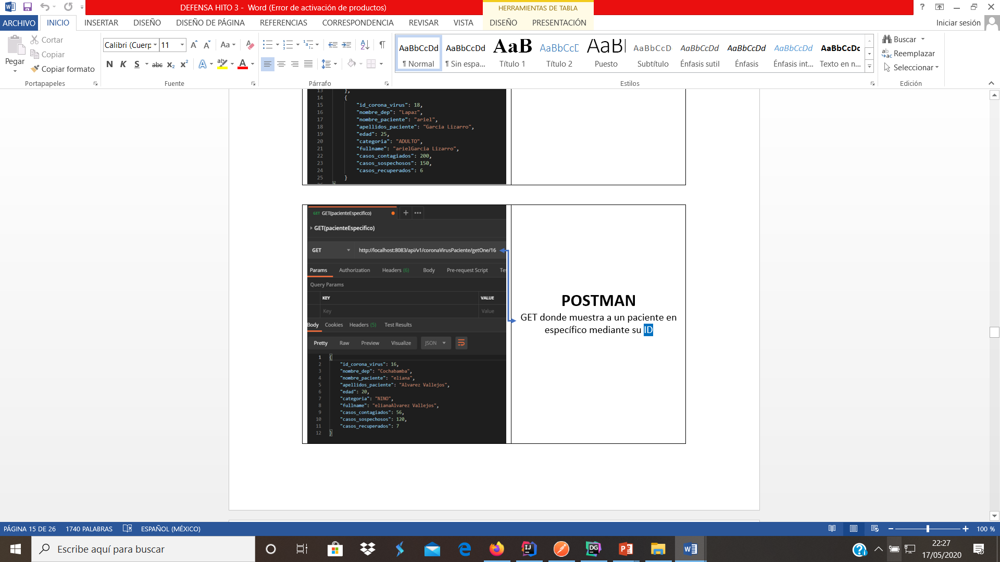 DEFENSA HITO 3 - Word (Error de activación de productos)
HERRAMIENTAS DE TABLA
ARCHIVO INICIO INSERTAR DISEÑO DISEÑO DE PÁGINA REFERENCIAS CORRESPONDENCIA REVISAR VISTA DISEÑO PRESENTACIÓN Iniciar sesión
Pegar
Cortar
Copiar
Copiar formato
Portapapeles
Calibri (Cuerp 11 Aa
N K S abc x₂ x² A ab A
Fuente
Párrafo
AaBbCcDd AaBbCcDd AaB AaBbCcD AaBl AaBbCcD AaBbCcDd AaBbCcDd AaBbCcDd AaBbCcDc
¶ Normal ¶ Sin espa... Título 1 Título 2 Puesto Subtítulo Énfasis sutil Énfasis Énfasis int... Texto en n...
Estilos
Buscar
Reemplazar
Seleccionar
Edición
13 },
14 {
15 "id_corona_virus": 18,
16 "nombre_dep": "Lapaz",
17 "nombre_paciente": "ariel",
18 "apellidos_paciente": "Garcia Lizarro",
19 "edad": 25,
20 "categoria": "ADULTO",
21 "fullname": "arielGarcia Lizarro",
22 "casos_contagiados": 200,
23 "casos_sospechosos": 150,
24 "casos_recuperados": 6
25 }
GET GET(pacienteEspecifico)
GET(pacienteEspecifico)
GET http://localhost:8083/api/v1/coronaVirusPaciente/getOne/16
Params Authorization Headers (6) Body Pre-request Script Te
Query Params
KEY VALUE
Key Value
Body Cookies Headers (5) Test Results
Pretty Raw Preview Visualize JSON
1 {
2 "id_corona_virus": 16,
3 "nombre_dep": "Cochabamba",
4 "nombre_paciente": "eliana",
5 "apellidos_paciente": "Alvarez Vallejos",
6 "edad": 20,
7 "categoria": "NINO",
8 "fullname": "elianaAlvarez Vallejos",
9 "casos_contagiados": 56,
10 "casos_sospechosos": 120,
11 "casos_recuperados": 7
12 }
POSTMAN
GET donde muestra a un paciente en
específico mediante su ID
PÁGINA 15 DE 26 1740 PALABRAS ESPAÑOL (MÉXICO) 100 %
Escribe aquí para buscar
22:27
17/05/2020